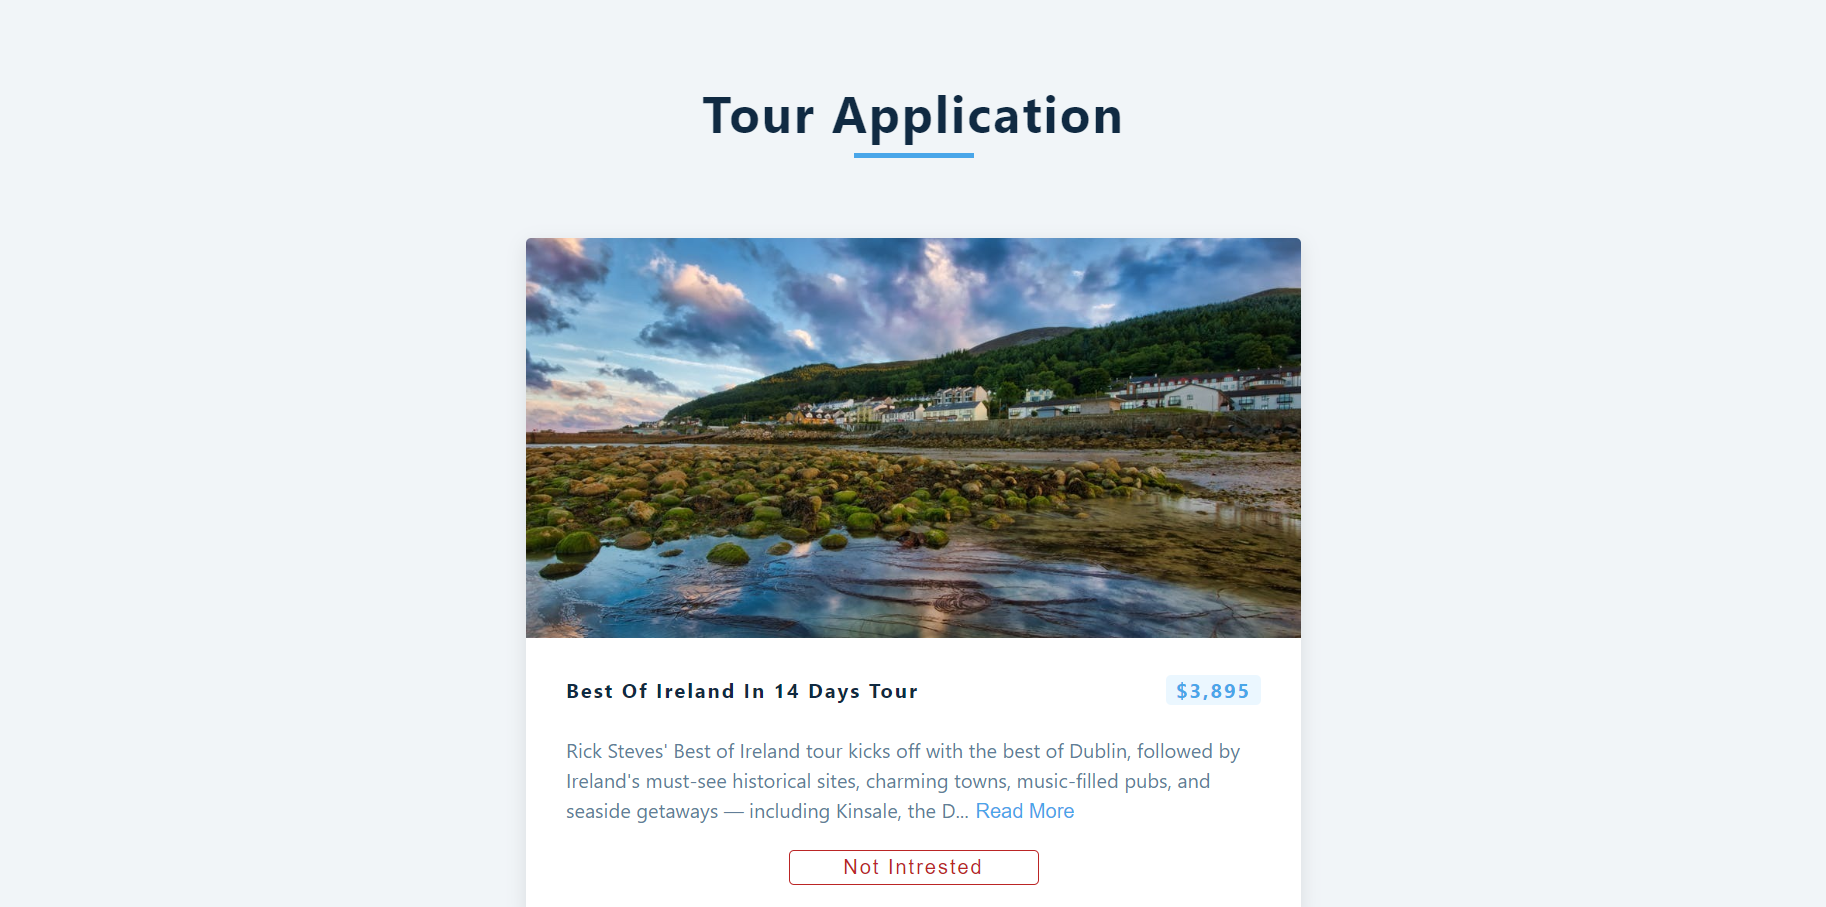 Tour Application
Best Of Ireland In 14 Days Tour
$3,895
Rick Steves' Best of Ireland tour kicks off with the best of Dublin, followed by
Ireland's must-see historical sites, charming towns, music-filled pubs, and
seaside getaways — including Kinsale, the D... Read More
Not Intrested